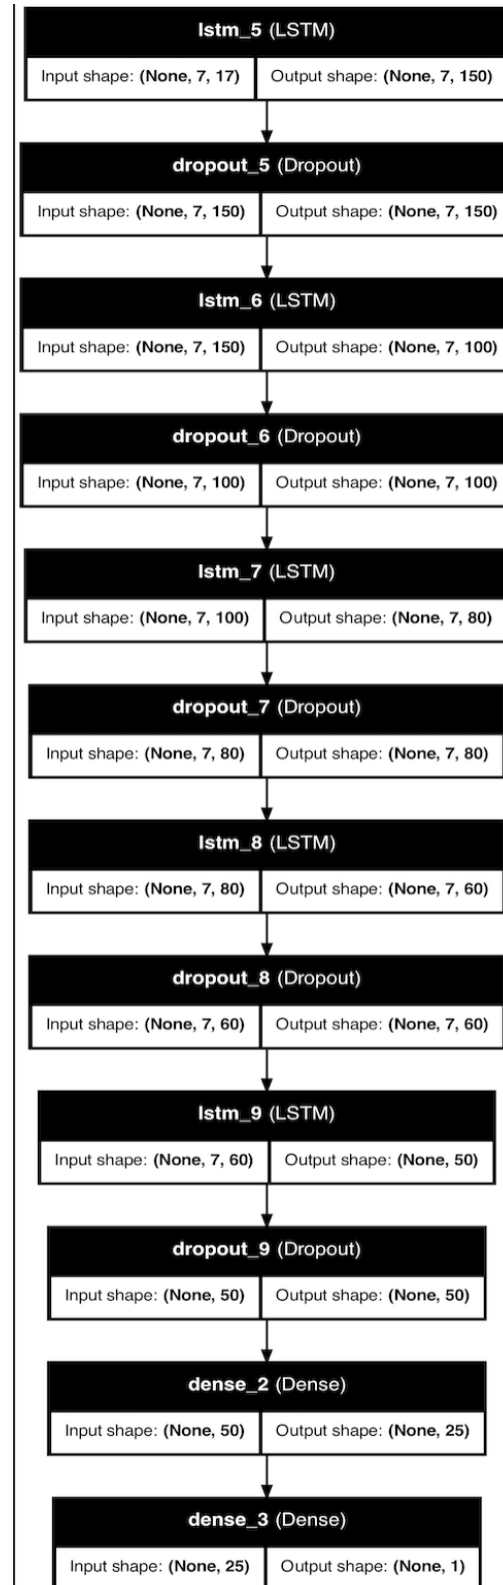 lstm_5 (LSTM)
Input shape: (None, 7, 17) Output shape: (None, 7, 150)
dropout_5 (Dropout)
Input shape: (None, 7, 150) Output shape: (None, 7, 150)
lstm_6 (LSTM)
Input shape: (None, 7, 150) Output shape: (None, 7, 100)
dropout_6 (Dropout)
Input shape: (None, 7, 100) Output shape: (None, 7, 100)
lstm_7 (LSTM)
Input shape: (None, 7, 100) Output shape: (None, 7, 80)
dropout_7 (Dropout)
Input shape: (None, 7, 80) Output shape: (None, 7, 80)
lstm_8 (LSTM)
Input shape: (None, 7, 80) Output shape: (None, 7, 60)
dropout_8 (Dropout)
Input shape: (None, 7, 60) Output shape: (None, 7, 60)
lstm_9 (LSTM)
Input shape: (None, 7, 60) Output shape: (None, 50)
dropout_9 (Dropout)
Input shape: (None, 50) Output shape: (None, 50)
dense_2 (Dense)
Input shape: (None, 50) Output shape: (None, 25)
dense_3 (Dense)
Input shape: (None, 25) Output shape: (None, 1)